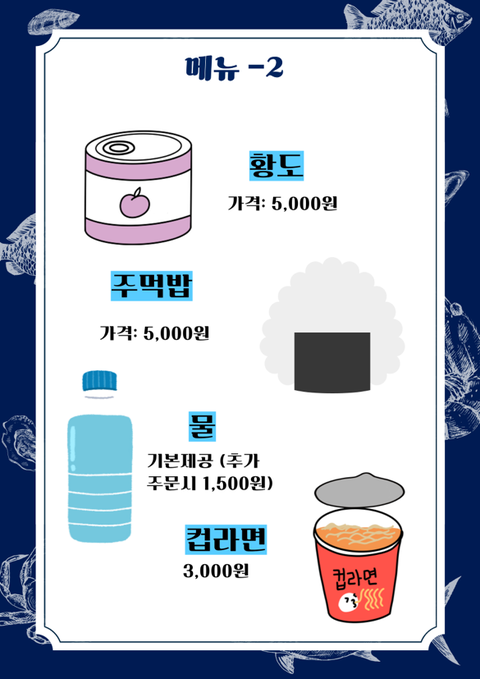 메뉴 -2
황도
가격: 5,000원
주먹밥
가격: 5,000원
물
기본제공 (추가
주문시 1,500원)
컵라면
3,000원
컵라면